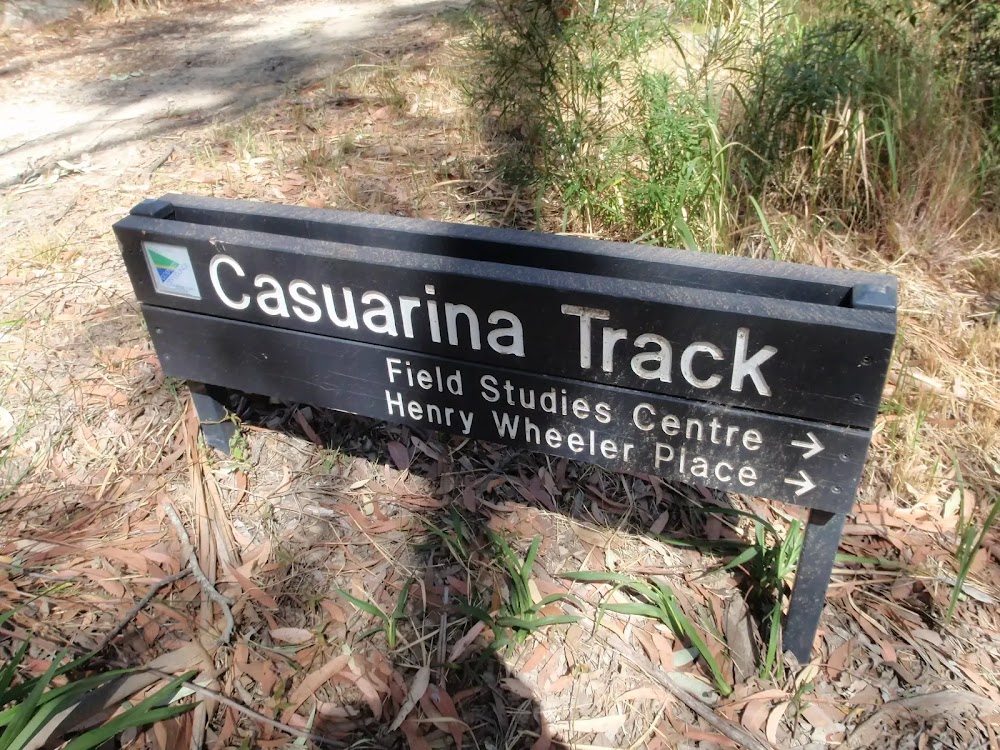 Casuarina Track
Field Studies Centre →
Henry Wheeler Place →